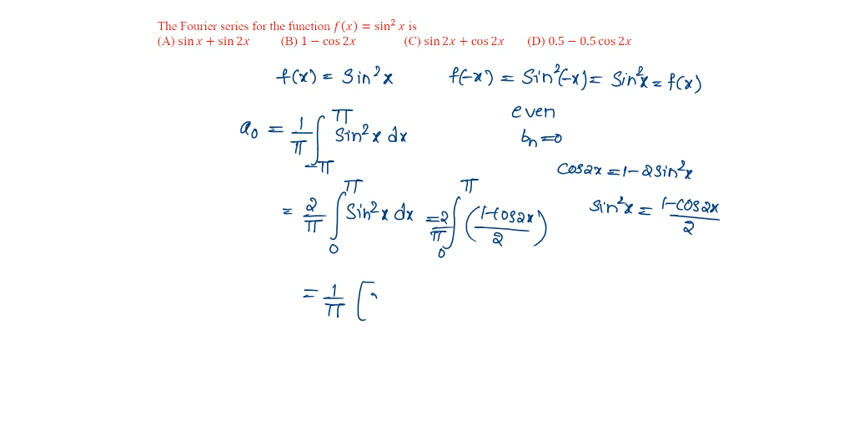 The Fourier series for the function f(x) = sin² x is
(A) sin x + sin 2x (B) 1 − cos 2x (C) sin 2x + cos 2x (D) 0.5 − 0.5 cos 2x
f(x) = Sin²x f(-x) = Sin²(-x) = Sin²x = f(x)
even
a₀ = 1/π ∫_{-π}^{π} Sin²x dx bₙ = 0
cos2x = 1-2sin²x
= 2/π ∫_0^π Sin²x dx = 2/π ∫_0^π (1-cos2x/2) sin²x = 1-cos2x/2
= 1/π [